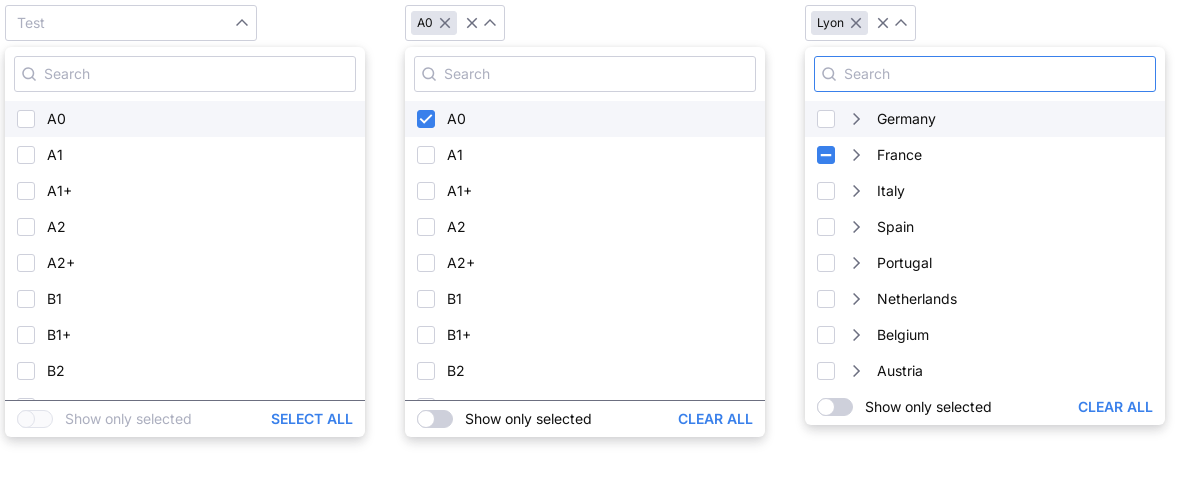 Test
Search
A0
A1
A1+
A2
A2+
B1
B1+
B2
Show only selected
SELECT ALL
A0
Search
A0
A1
A1+
A2
A2+
B1
B1+
B2
Show only selected
CLEAR ALL
Lyon
Search
Germany
France
Italy
Spain
Portugal
Netherlands
Belgium
Austria
Show only selected
CLEAR ALL